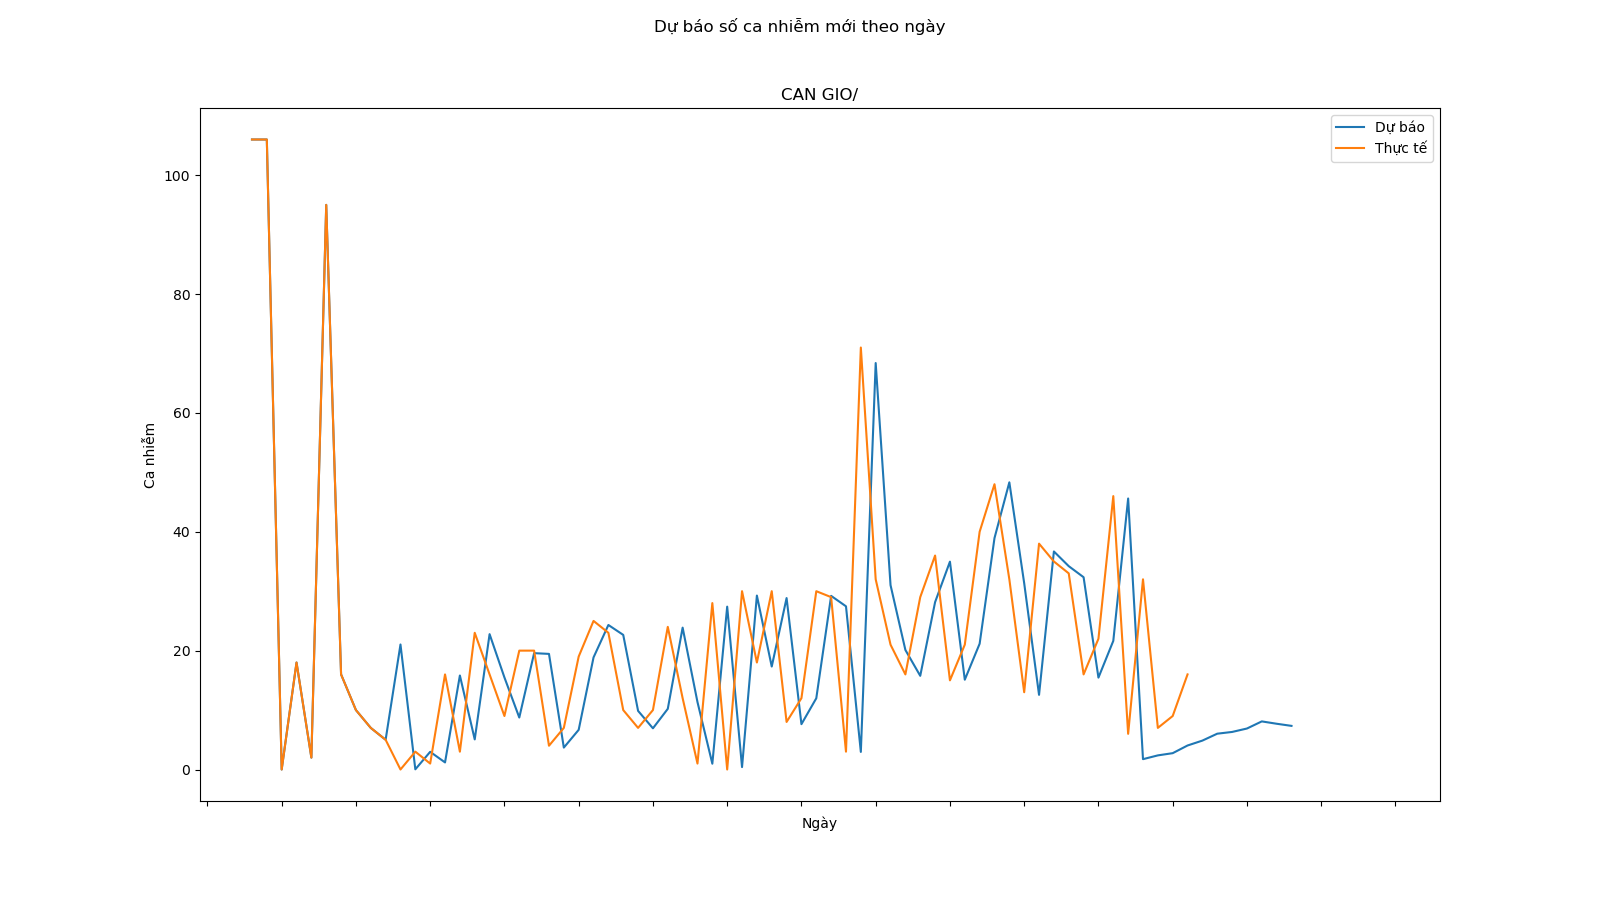 Dự báo số ca nhiễm mới theo ngày
CAN GIO/
Dự báo
Thực tế
100
80
60
40
20
0
Ca nhiễm
Ngày